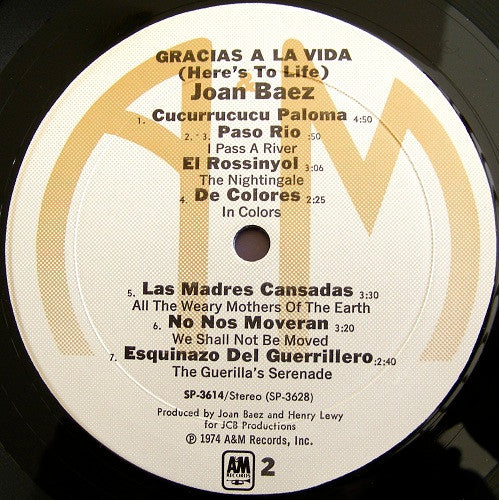 GRACIAS A LA VIDA
(Here's To Life)
Joan Baez
1. Cucurrucucu Paloma 4:50
2. Paso Rio :50
I Pass A River
3. El Rossinyol 3:06
The Nightingale
4. De Colores 2:25
In Colors
5. Las Madres Cansadas 3:30
All The Weary Mothers Of The Earth
6. No Nos Moveran 3:20
We Shall Not Be Moved
7. Esquinazo Del Guerrillero 2:40
The Guerilla's Serenade
SP-3614/Stereo (SP-3628)
Produced by Joan Baez and Henry Lewy
for JCB Productions
℗ © 1974 A&M Records, Inc.
A&M RECORDS 2